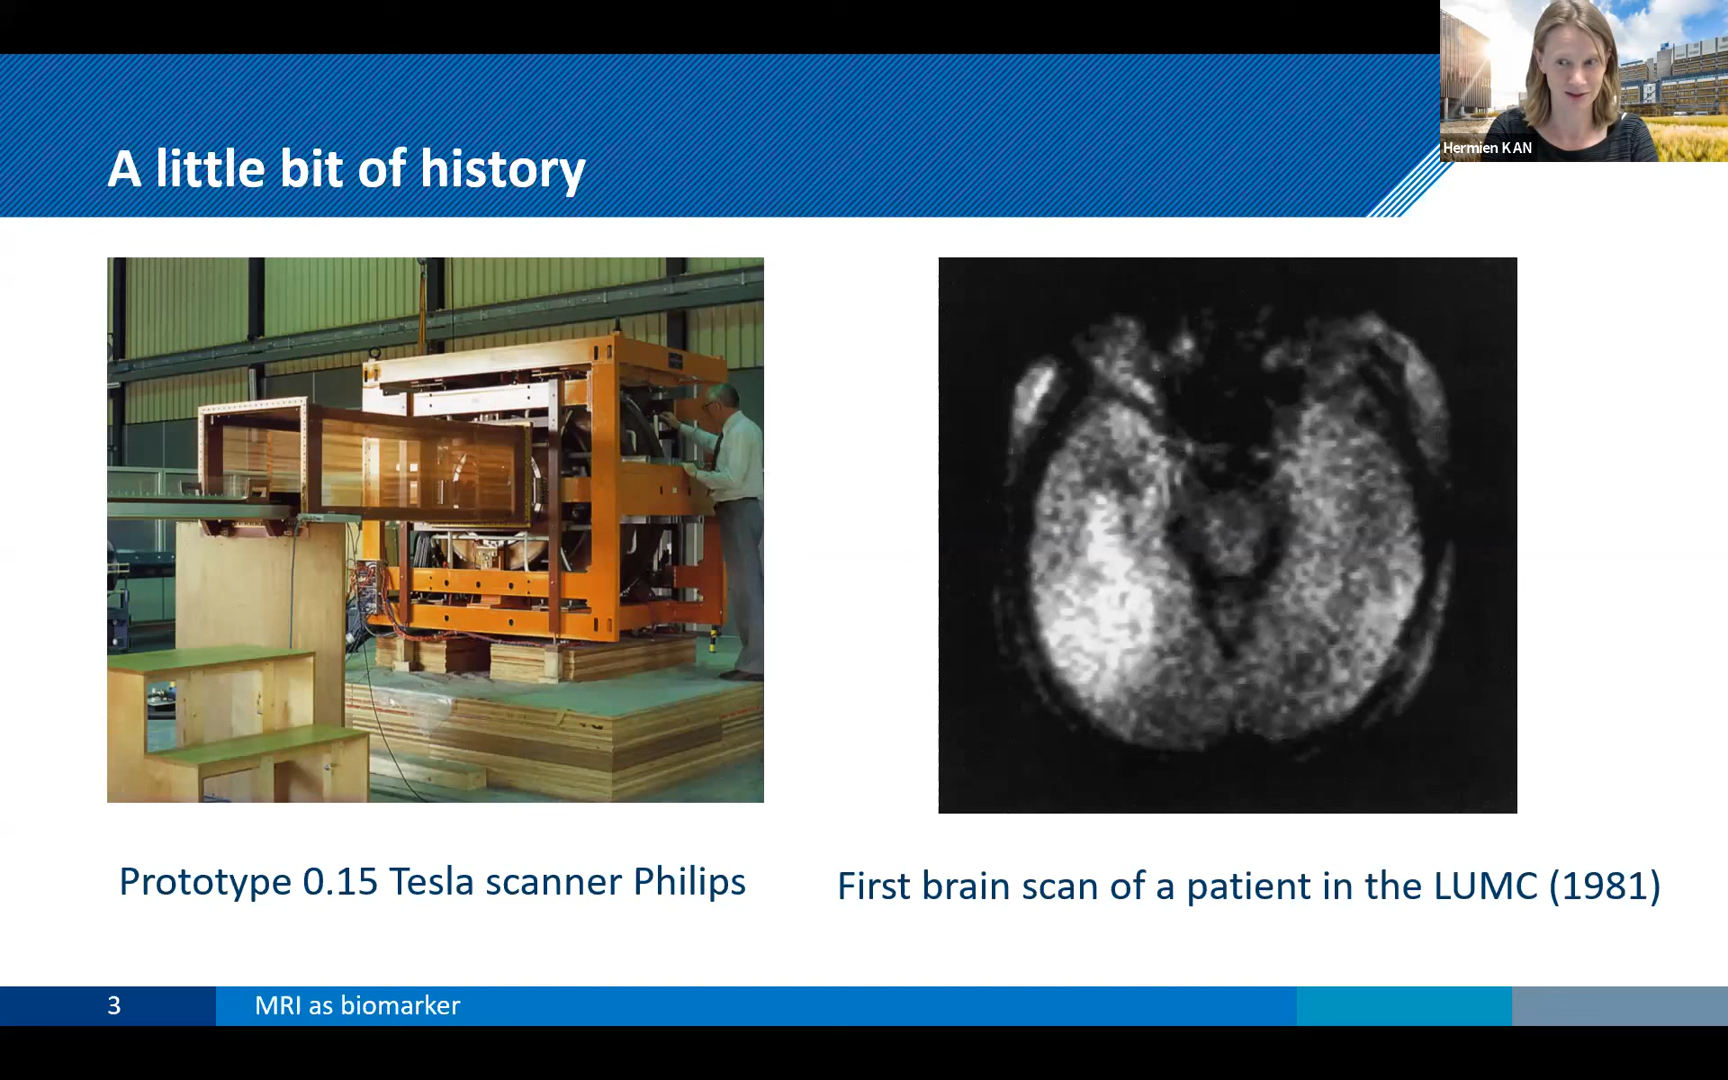 A little bit of history
Hermien K AN
Prototype 0.15 Tesla scanner Philips
First brain scan of a patient in the LUMC (1981)
3
MRI as biomarker